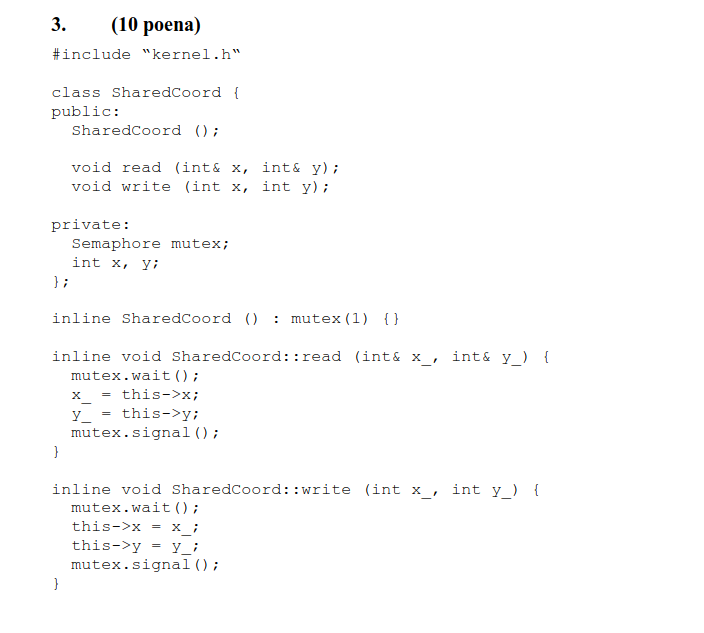 3. (10 poena)
#include “kernel.h“
class SharedCoord {
public:
SharedCoord ();
void read (int& x, int& y);
void write (int x, int y);
private:
Semaphore mutex;
int x, y;
};
inline SharedCoord () : mutex(1) {}
inline void SharedCoord::read (int& x_, int& y_) {
mutex.wait();
x_ = this->x;
y_ = this->y;
mutex.signal();
}
inline void SharedCoord::write (int x_, int y_) {
mutex.wait();
this->x = x_;
this->y = y_;
mutex.signal();
}